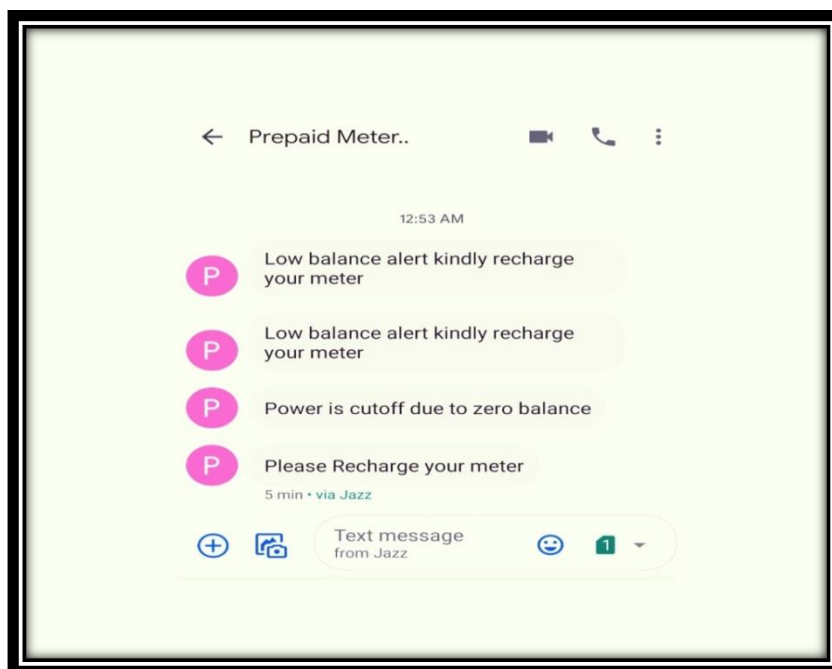 Prepaid Meter..
12:53 AM
P
Low balance alert kindly recharge
your meter
P
Low balance alert kindly recharge
your meter
P
Power is cutoff due to zero balance
P
Please Recharge your meter
5 min • via Jazz
Text message
from Jazz
1